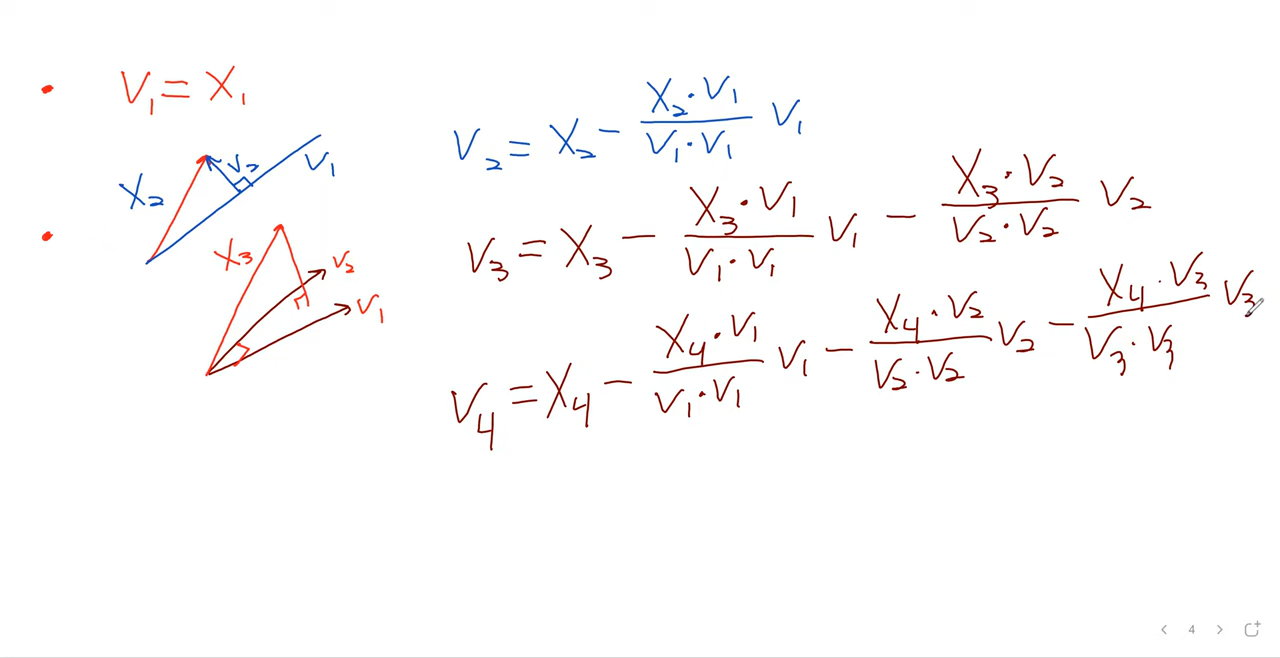 V₁ = X₁
V₂ = X₂ − (X₂ · V₁)/(V₁ · V₁) V₁
X₂ V₂ V₁
V₃ = X₃ − (X₃ · V₁)/(V₁ · V₁) V₁ − (X₃ · V₂)/(V₂ · V₂) V₂
X₃ V₂ V₁
V₄ = X₄ − (X₄ · V₁)/(V₁ · V₁) V₁ − (X₄ · V₂)/(V₂ · V₂) V₂ − (X₄ · V₃)/(V₃ · V₃) V₃
< 4 >